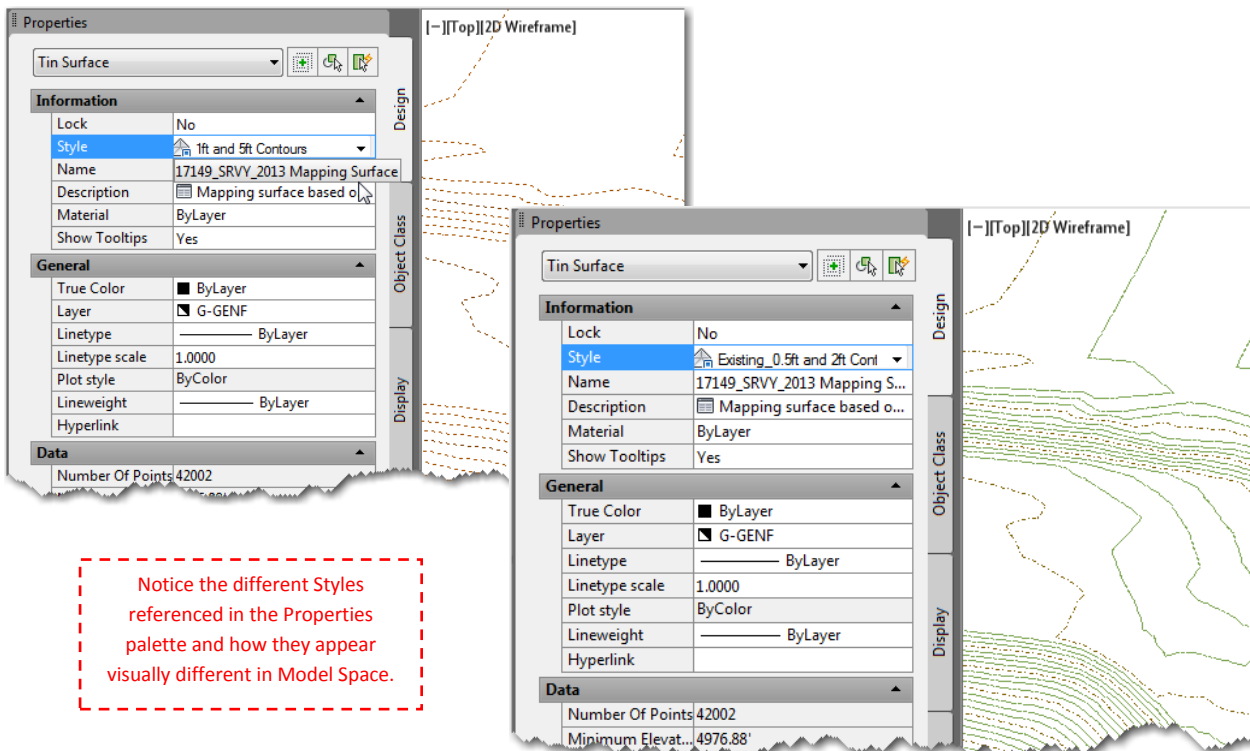 Properties
[−][Top][2D Wireframe]
Tin Surface
Information
Lock No
Style 1ft and 5ft Contours
Name 17149_SRVY_2013 Mapping Surface
Description Mapping surface based o
Material ByLayer
Show Tooltips Yes
General
True Color ByLayer
Layer G-GENF
Linetype ByLayer
Linetype scale 1.0000
Plot style ByColor
Lineweight ByLayer
Hyperlink
Data
Number Of Points 42002
Design
Object Class
Display
Properties
[−][Top][2D Wireframe]
Tin Surface
Information
Lock No
Style Existing_0.5ft and 2ft Cont
Name 17149_SRVY_2013 Mapping S...
Description Mapping surface based o...
Material ByLayer
Show Tooltips Yes
General
True Color ByLayer
Layer G-GENF
Linetype ByLayer
Linetype scale 1.0000
Plot style ByColor
Lineweight ByLayer
Hyperlink
Data
Number Of Points 42002
Minimum Elevat... 4976.88'
Design
Object Class
Display
Notice the different Styles
referenced in the Properties
palette and how they appear
visually different in Model Space.